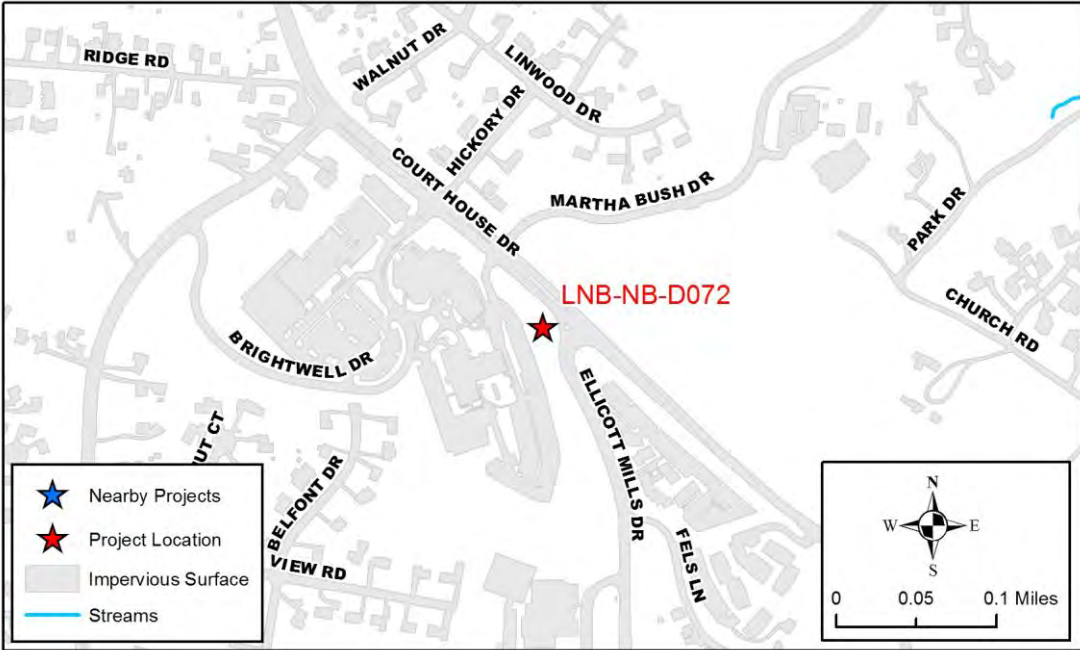 RIDGE RD
WALNUT DR
LINWOOD DR
HICKORY DR
COURT HOUSE DR
MARTHA BUSH DR
PARK DR
LNB-NB-D072
CHURCH RD
BRIGHTWELL DR
ELLICOTT MILLS DR
UT CT
BELFONT DR
VIEW RD
FELS LN
Nearby Projects
Project Location
Impervious Surface
Streams
N
W
E
S
0 0.05 0.1 Miles